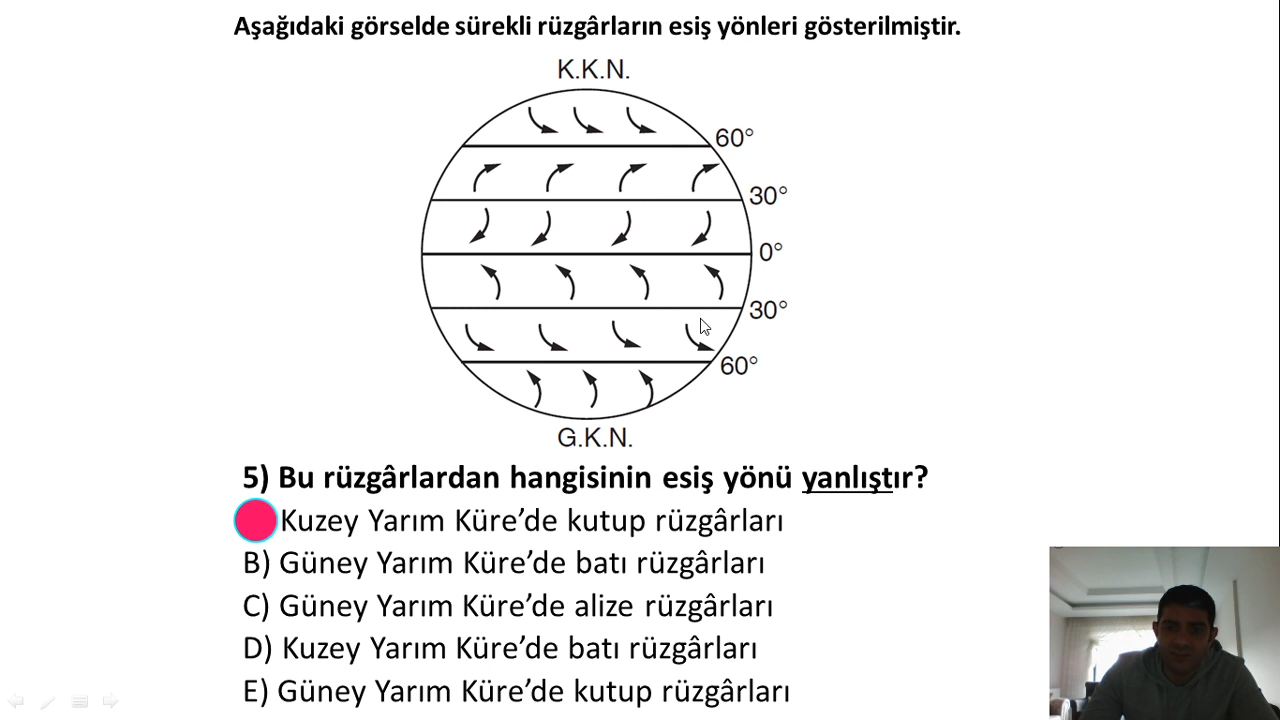 Aşağıdaki görselde sürekli rüzgârların esiş yönleri gösterilmiştir.
K.K.N.
60°
30°
0°
30°
60°
G.K.N.
5) Bu rüzgârlardan hangisinin esiş yönü yanlıştır?
Kuzey Yarım Küre’de kutup rüzgârları
B) Güney Yarım Küre’de batı rüzgârları
C) Güney Yarım Küre’de alize rüzgârları
D) Kuzey Yarım Küre’de batı rüzgârları
E) Güney Yarım Küre’de kutup rüzgârları